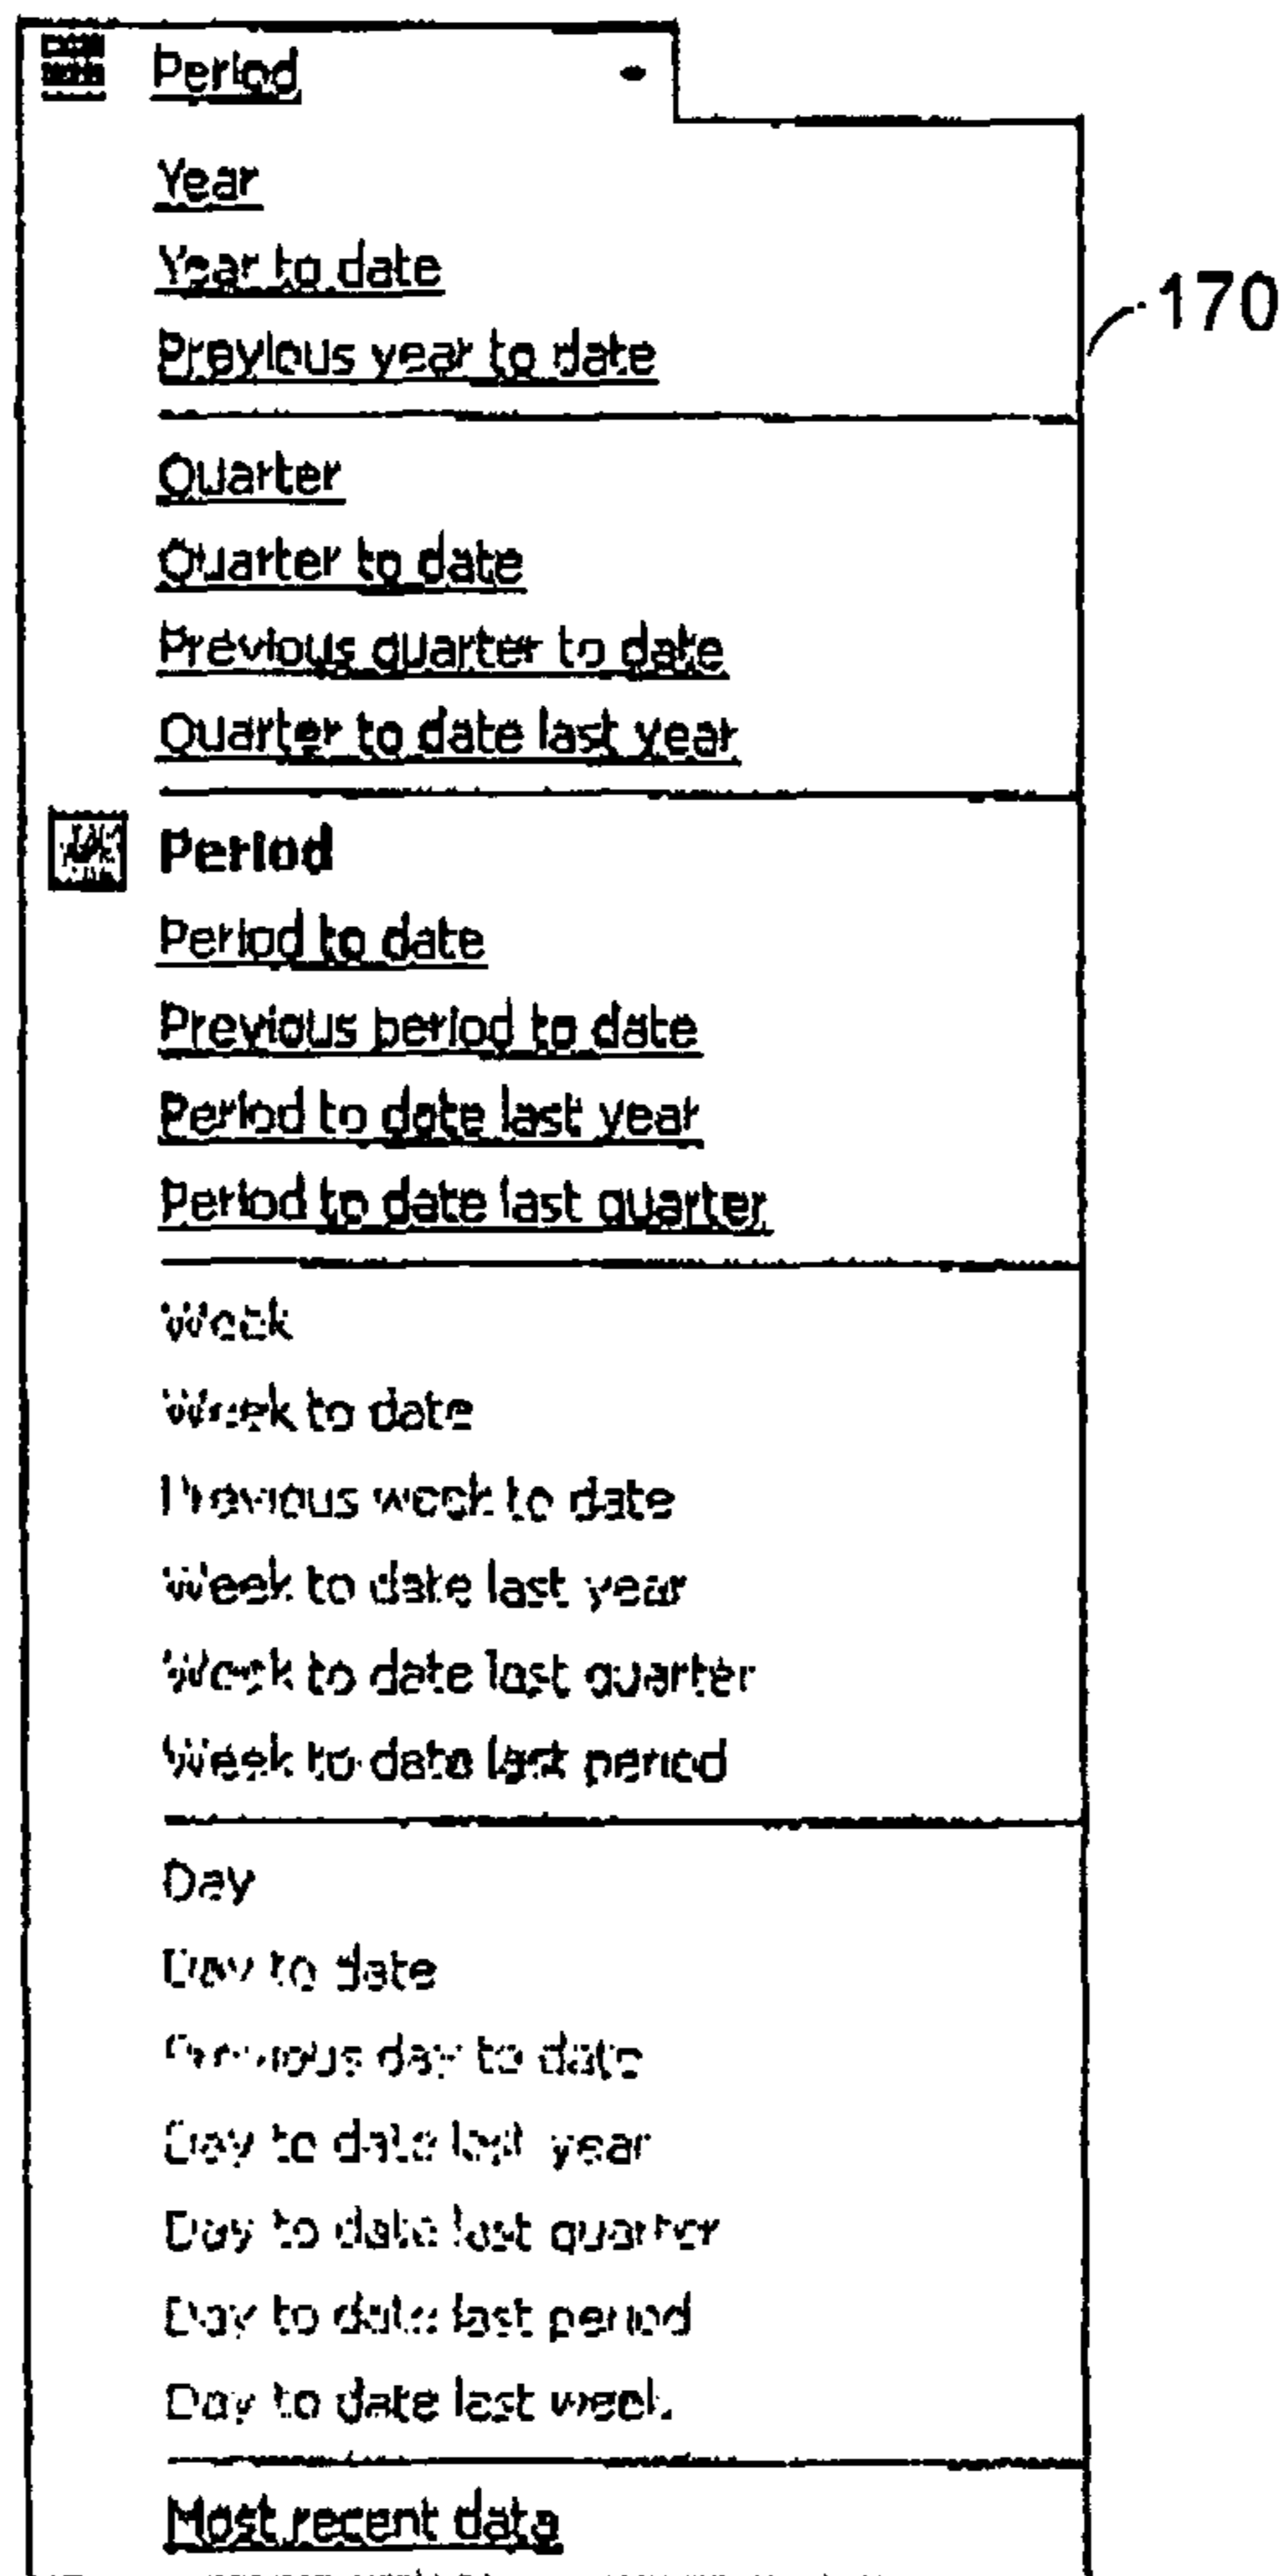 Period
Year
Year to date
170
Previous year to date
Quarter
Quarter to date
Previous quarter to date
Quarter to date last year
Period
Period to date
Previous period to date
Period to date last year
Period to date last quarter
Week
Week to date
Previous week to date
Week to date last year
Week to date last quarter
Week to date last period
Day
Day to date
Previous day to date
Day to date last year
Day to date last quarter
Day to date last period
Day to date last week
Most recent data